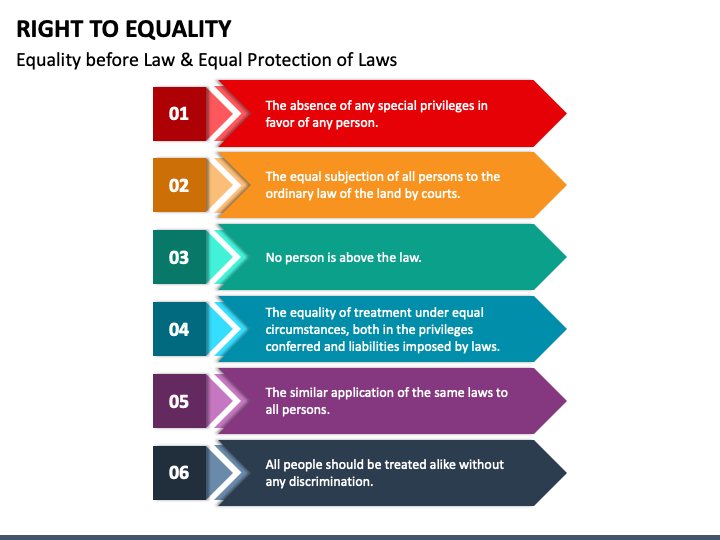 RIGHT TO EQUALITY
Equality before Law & Equal Protection of Laws
01
The absence of any special privileges in
favor of any person.
02
The equal subjection of all persons to the
ordinary law of the land by courts.
03
No person is above the law.
04
The equality of treatment under equal
circumstances, both in the privileges
conferred and liabilities imposed by laws.
05
The similar application of the same laws to
all persons.
06
All people should be treated alike without
any discrimination.